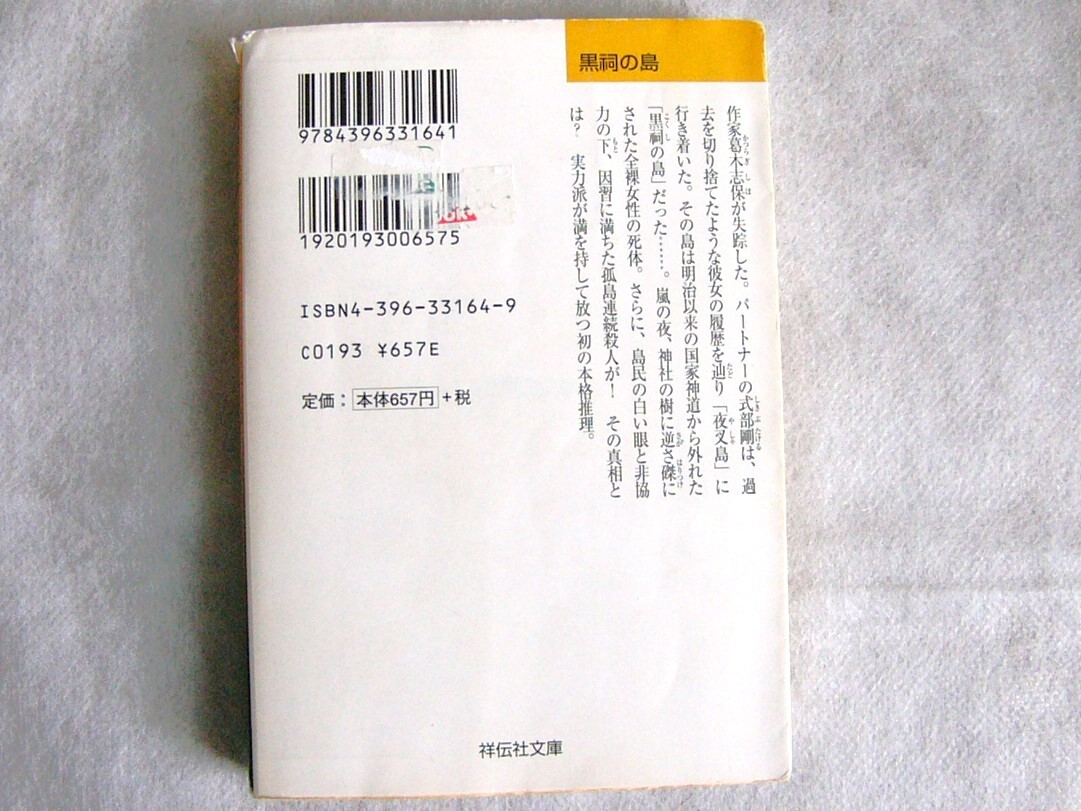 黒祠の島
作家葛木志保が失踪した。パートナーの式部剛は、過
去を切り捨てたような彼女の履歴を辿り「夜叉島」に
行き着いた。その島は明治以来の国家神道から外れた
「黒祠の島」だった……。嵐の夜、神社の樹に逆さ磔に
された全裸女性の死体。さらに、島民の白い眼と非協
力の下、因習に満ちた孤島連続殺人が! その真相と
は? 実力派が満を持して放つ初の本格推理。
9784396331641
1920193006575
ISBN4-396-33164-9
C0193 ¥657E
定価：本体657円+税
祥伝社文庫